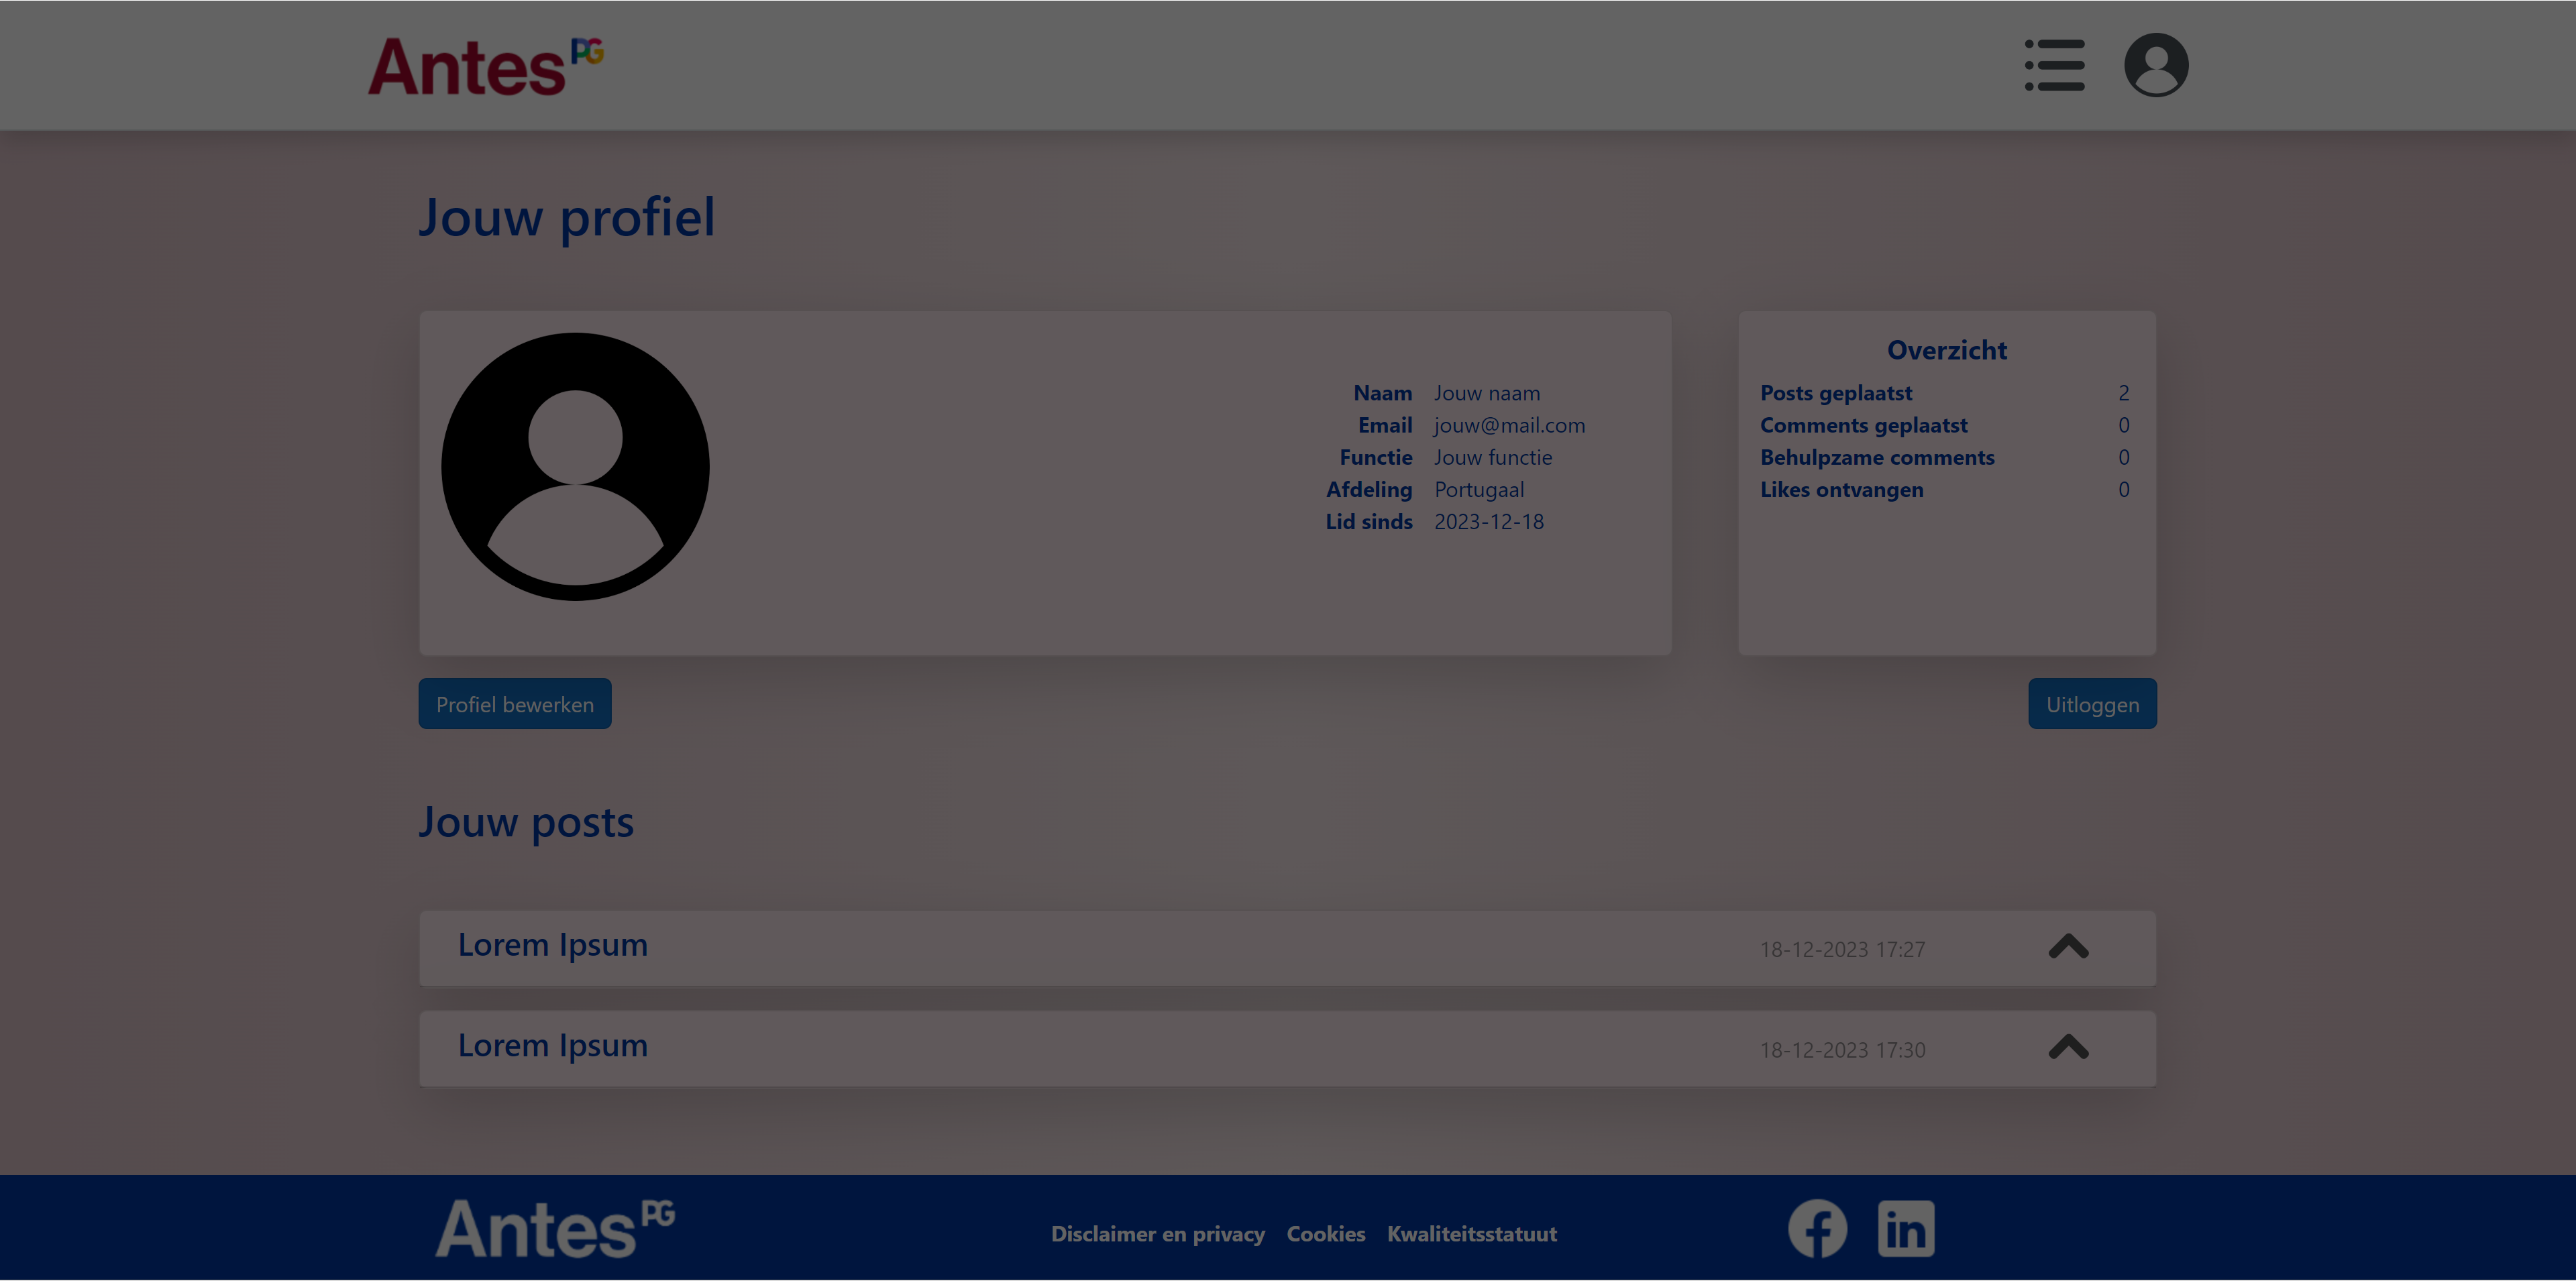 Antes PG
Jouw profiel
Naam Jouw naam
Email jouw@mail.com
Functie Jouw functie
Afdeling Portugaal
Lid sinds 2023-12-18
Overzicht
Posts geplaatst 2
Comments geplaatst 0
Behulpzame comments 0
Likes ontvangen 0
Profiel bewerken
Uitloggen
Jouw posts
Lorem Ipsum 18-12-2023 17:27
Lorem Ipsum 18-12-2023 17:30
Antes PG
Disclaimer en privacy Cookies Kwaliteitsstatuut
in